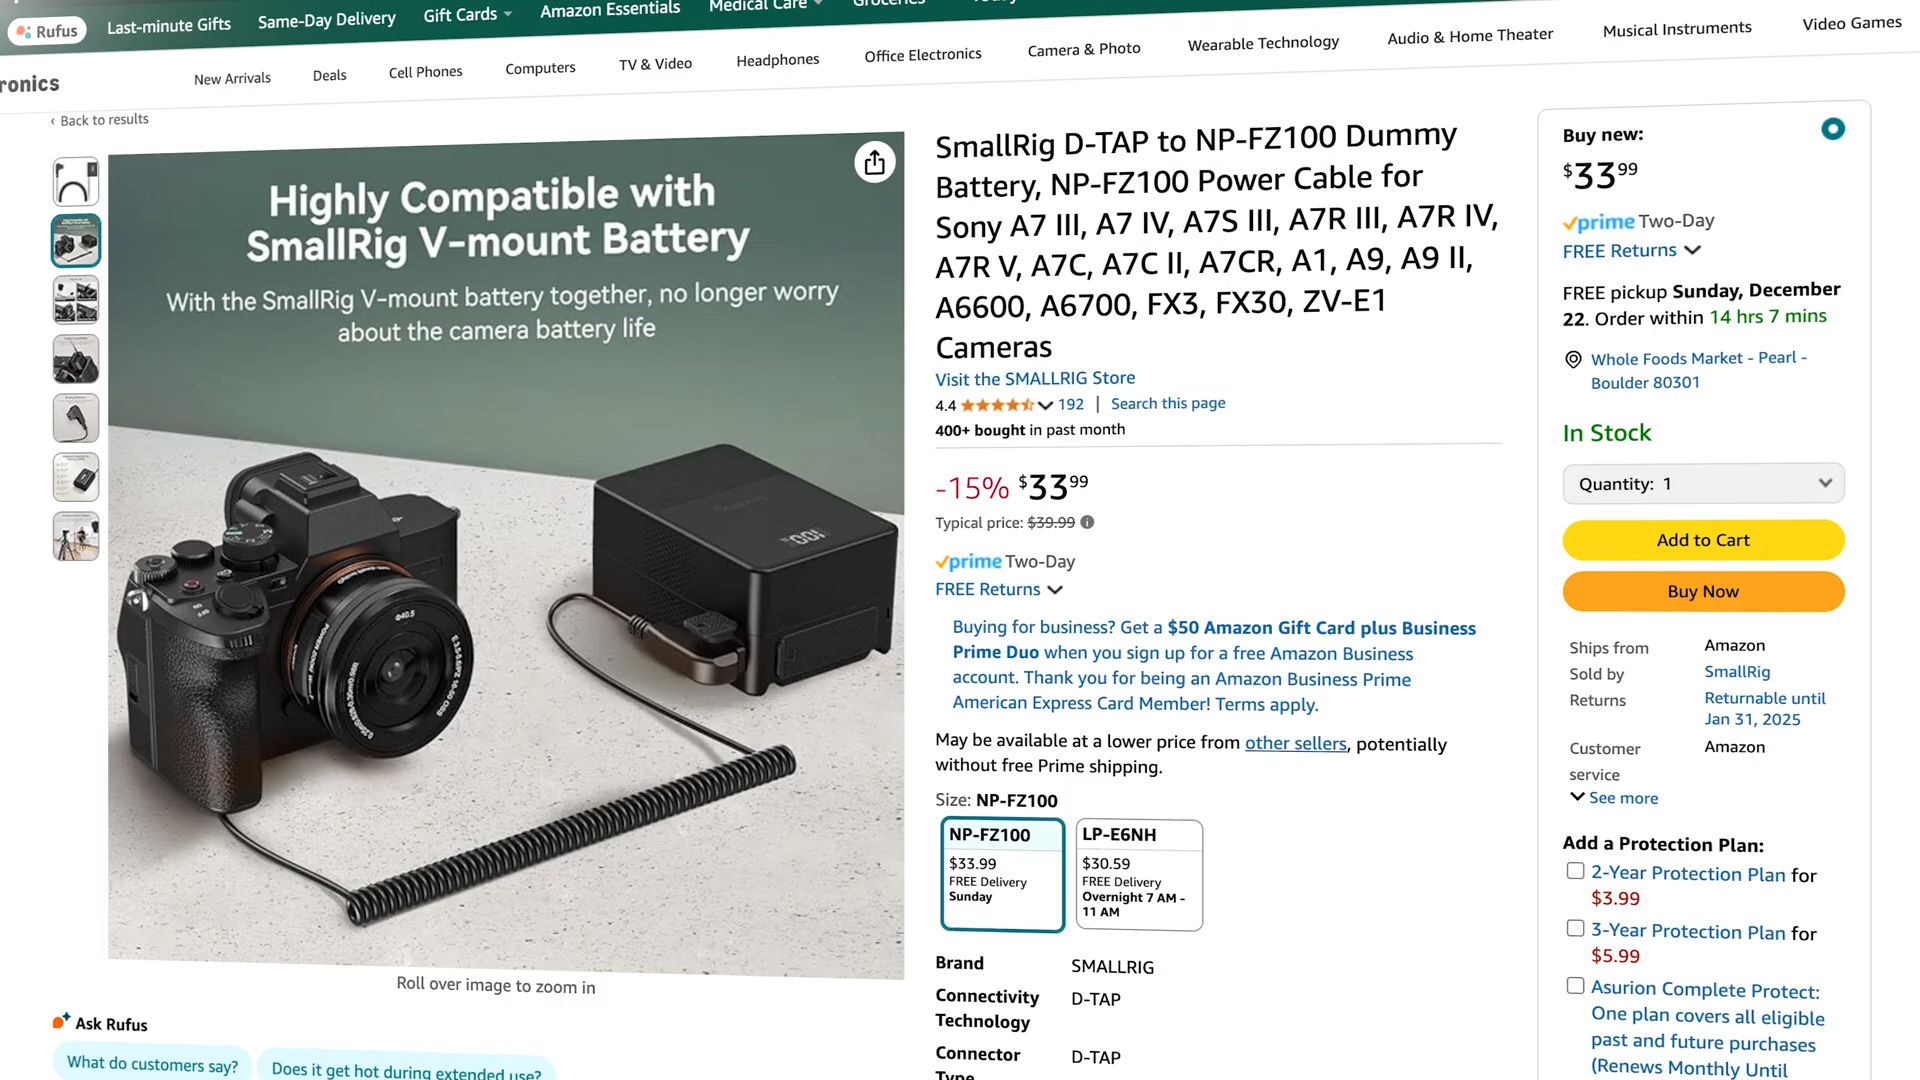 Rufus
Last-minute Gifts
Same-Day Delivery
Gift Cards
Amazon Essentials
Medical Care
Groceries
ronics
New Arrivals
Deals
Cell Phones
Computers
TV & Video
Headphones
Office Electronics
Camera & Photo
Wearable Technology
Audio & Home Theater
Musical Instruments
Video Games
‹ Back to results
Highly Compatible with
SmallRig V-mount Battery
With the SmallRig V-mount battery together, no longer worry
about the camera battery life
Roll over image to zoom in
Ask Rufus
What do customers say?
Does it get hot during extended use?
SmallRig D-TAP to NP-FZ100 Dummy
Battery, NP-FZ100 Power Cable for
Sony A7 III, A7 IV, A7S III, A7R III, A7R IV,
A7R V, A7C, A7C II, A7CR, A1, A9, A9 II,
A6600, A6700, FX3, FX30, ZV-E1
Cameras
Visit the SMALLRIG Store
4.4 192 | Search this page
400+ bought in past month
-15% $33 99
Typical price: $39.99
prime Two-Day
FREE Returns
Buying for business? Get a $50 Amazon Gift Card plus Business
Prime Duo when you sign up for a free Amazon Business
account. Thank you for being an Amazon Business Prime
American Express Card Member! Terms apply.
May be available at a lower price from other sellers, potentially
without free Prime shipping.
Size: NP-FZ100
NP-FZ100
$33.99
FREE Delivery
Sunday
LP-E6NH
$30.59
FREE Delivery
Overnight 7 AM -
11 AM
Brand SMALLRIG
Connectivity D-TAP
Technology
Connector D-TAP
Type
Buy new:
$33 99
prime Two-Day
FREE Returns
FREE pickup Sunday, December
22. Order within 14 hrs 7 mins
Whole Foods Market - Pearl -
Boulder 80301
In Stock
Quantity: 1
Add to Cart
Buy Now
Ships from Amazon
Sold by SmallRig
Returns Returnable until
Jan 31, 2025
Customer Amazon
service
See more
Add a Protection Plan:
2-Year Protection Plan for
$3.99
3-Year Protection Plan for
$5.99
Asurion Complete Protect:
One plan covers all eligible
past and future purchases
(Renews Monthly Until